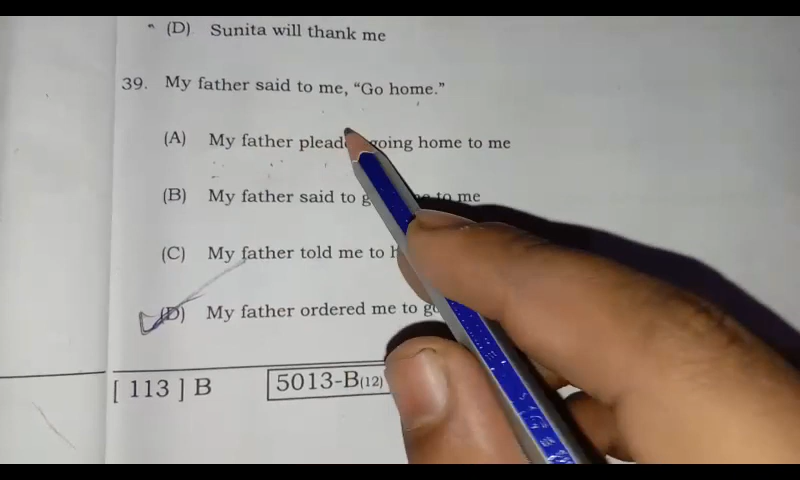 (D) Sunita will thank me
39. My father said to me, “Go home.”
(A) My father going home to me
(B) My father said to to me
(C) My father told me to
(D) My father ordered me to
[ 113 ] B 5013-B(12)